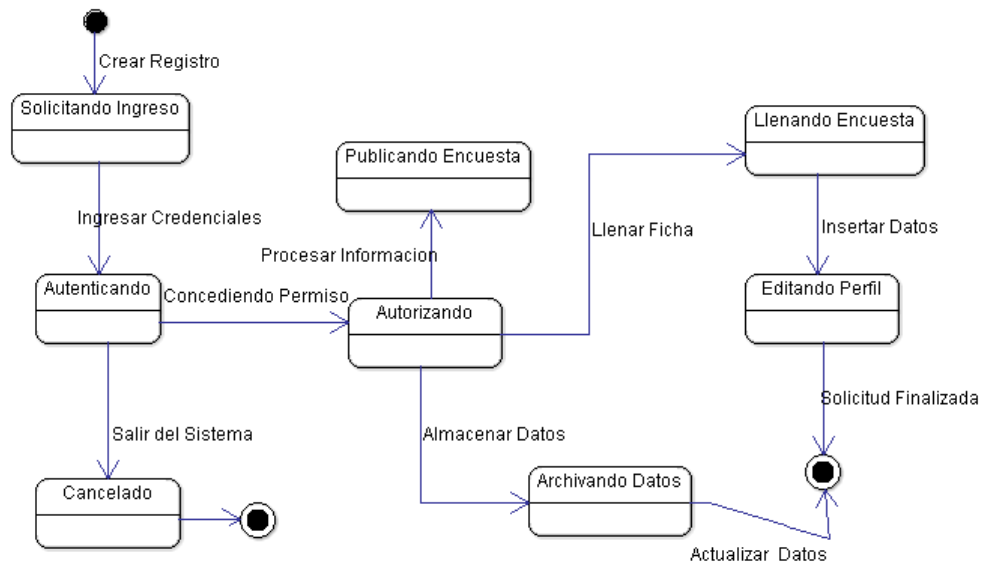 Crear Registro
Solicitando Ingreso
Llenando Encuesta
Publicando Encuesta
Ingresar Credenciales
Llenar Ficha
Insertar Datos
Procesar Informacion
Autenticando
Concediendo Permiso
Autorizando
Editando Perfil
Solicitud Finalizada
Salir del Sistema
Almacenar Datos
Cancelado
Archivando Datos
Actualizar Datos